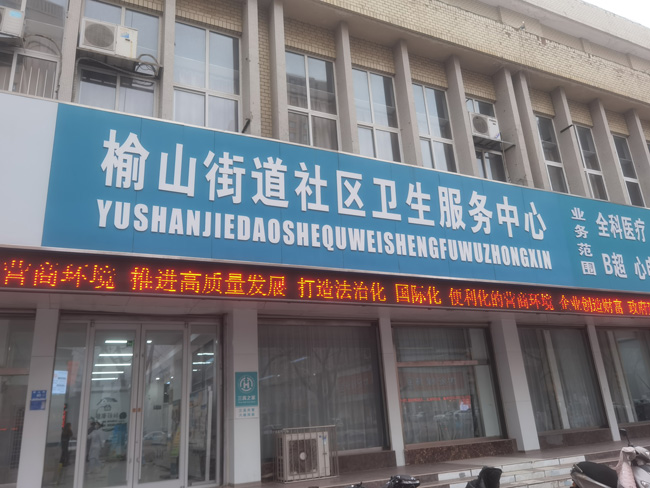 榆山街道社区卫生服务中心
YUSHANJIEDAOSHEQUWEISHENGFUWUZHONGXIN
业务范围
全科医疗
B超 心电
营商环境 推进高质量发展 打造法治化 国际化 便利化的营商环境 企业创造财富 政府